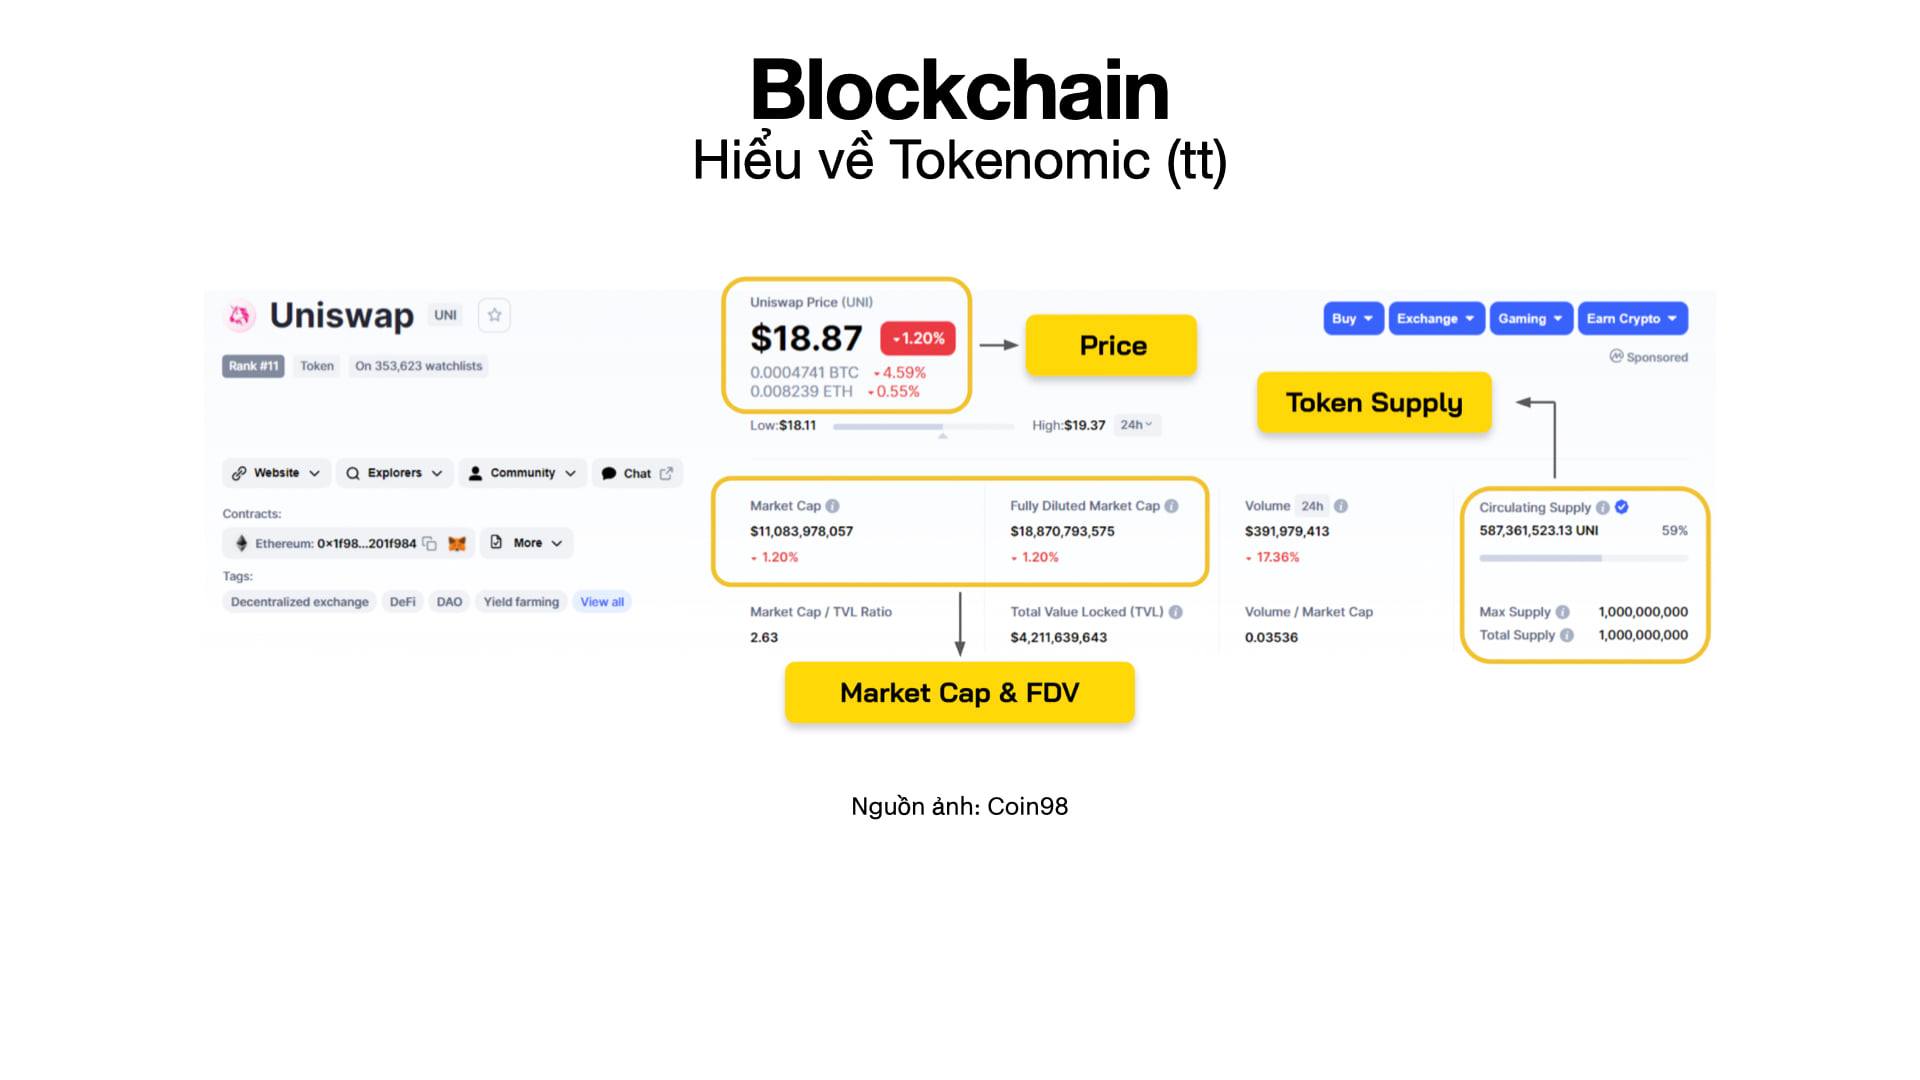 Blockchain
Hiểu về Tokenomic (tt)
Uniswap UNI
Rank #11 Token On 353,623 watchlists
Website Explorers Community Chat
Contracts:
Ethereum: 0x1f98...201f984 More
Tags:
Decentralized exchange DeFi DAO Yield farming View all
Uniswap Price (UNI)
$18.87 1.20%
0.0004741 BTC 4.59%
0.008239 ETH 0.55%
Low:$18.11 High:$19.37 24h
Price
Buy Exchange Gaming Earn Crypto
Sponsored
Token Supply
Market Cap
$11,083,978,057
1.20%
Fully Diluted Market Cap
$18,870,793,575
1.20%
Volume 24h
$391,979,413
17.36%
Circulating Supply
587,361,523.13 UNI 59%
Market Cap / TVL Ratio
2.63
Total Value Locked (TVL)
$4,211,639,643
Volume / Market Cap
0.03536
Max Supply 1,000,000,000
Total Supply 1,000,000,000
Market Cap & FDV
Nguồn ảnh: Coin98